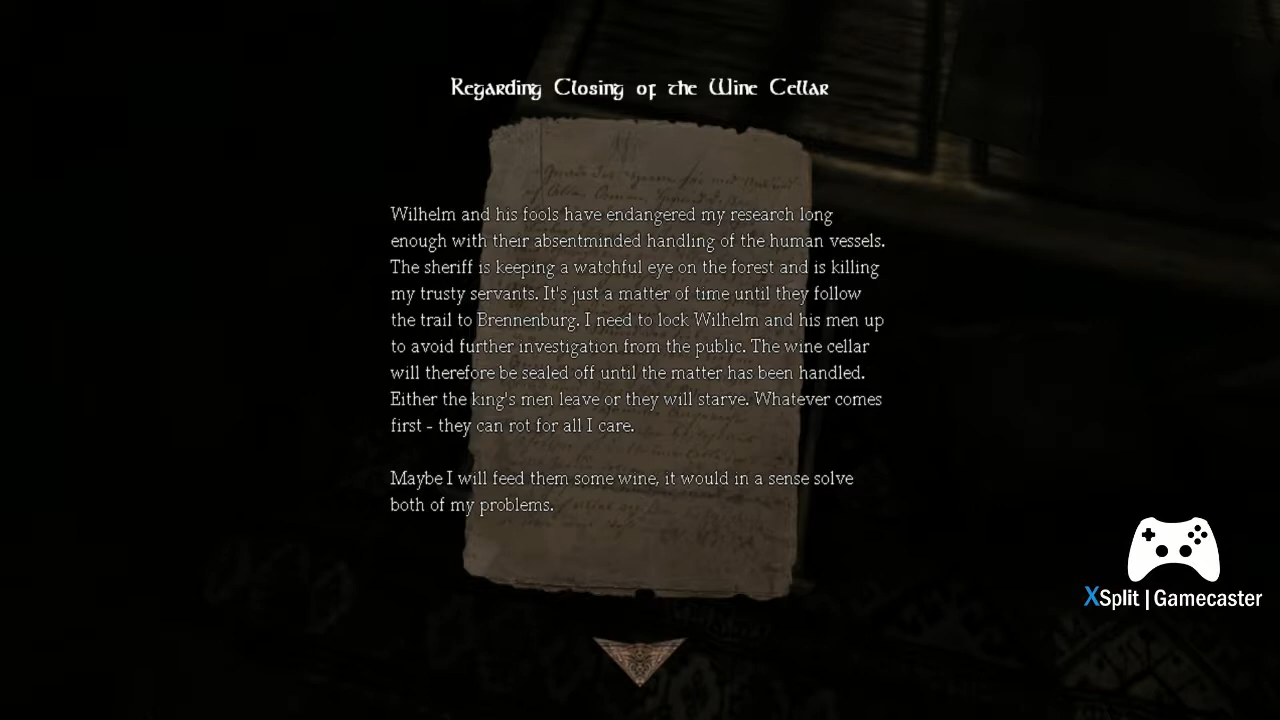 Regarding Closing of the Wine Cellar
Wilhelm and his fools have endangered my research long
enough with their absentminded handling of the human vessels.
The sheriff is keeping a watchful eye on the forest and is killing
my trusty servants. It's just a matter of time until they follow
the trail to Brennenburg. I need to lock Wilhelm and his men up
to avoid further investigation from the public. The wine cellar
will therefore be sealed off until the matter has been handled.
Either the king's men leave or they will starve. Whatever comes
first - they can rot for all I care.
Maybe I will feed them some wine, it would in a sense solve
both of my problems.
XSplit | Gamecaster